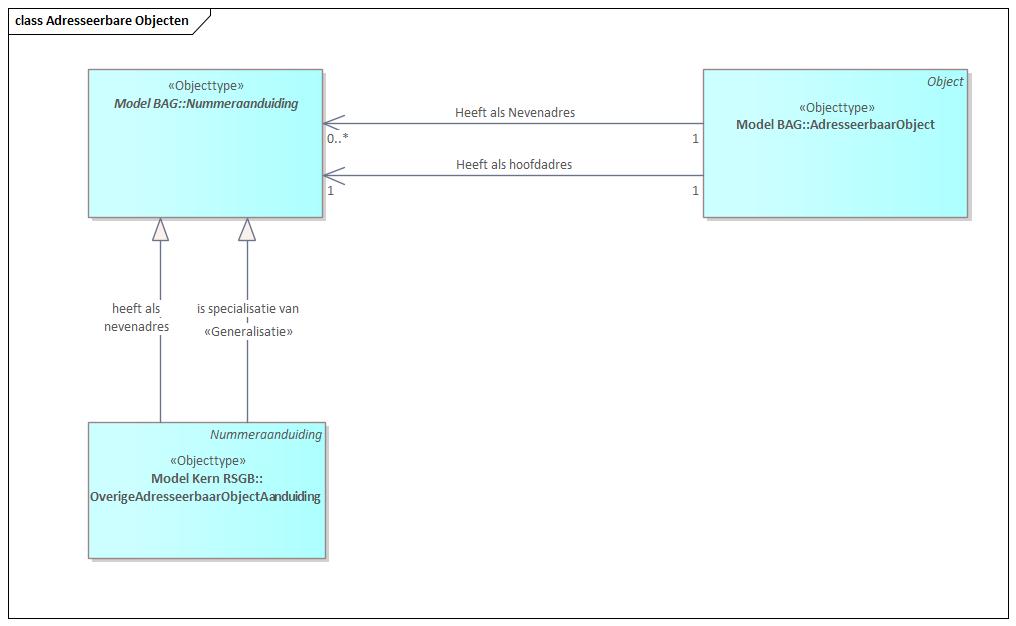 class Adresseerbare Objecten
«Objecttype»
Model BAG::Nummeraanduiding
Object
«Objecttype»
Model BAG::AdresseerbaarObject
Heeft als Nevenadres
0..*
1
Heeft als hoofdadres
1
1
heeft als
nevenadres
is specialisatie van
«Generalisatie»
Nummeraanduiding
«Objecttype»
Model Kern RSGB::
OverigeAdresseerbaarObjectAanduiding